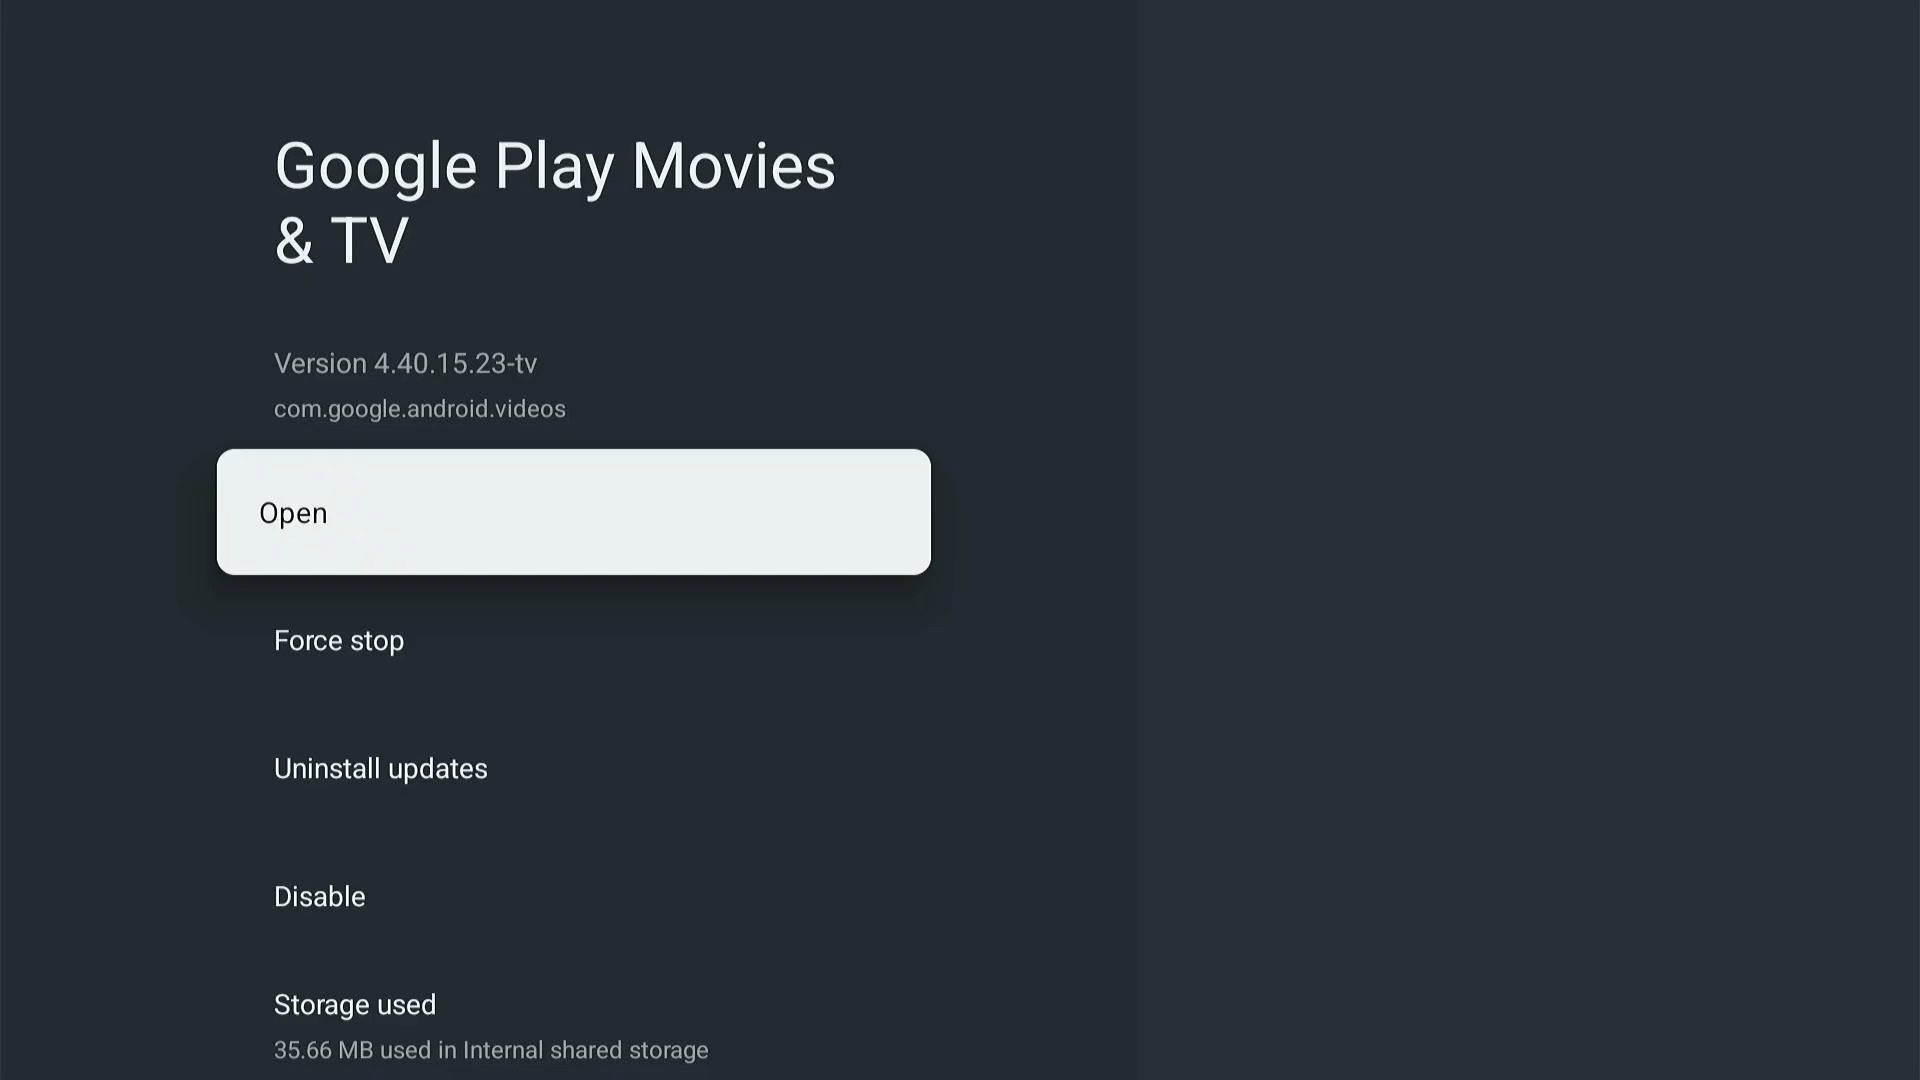 Google Play Movies
& TV
Version 4.40.15.23-tv
com.google.android.videos
Open
Force stop
Uninstall updates
Disable
Storage used
35.66 MB used in Internal shared storage